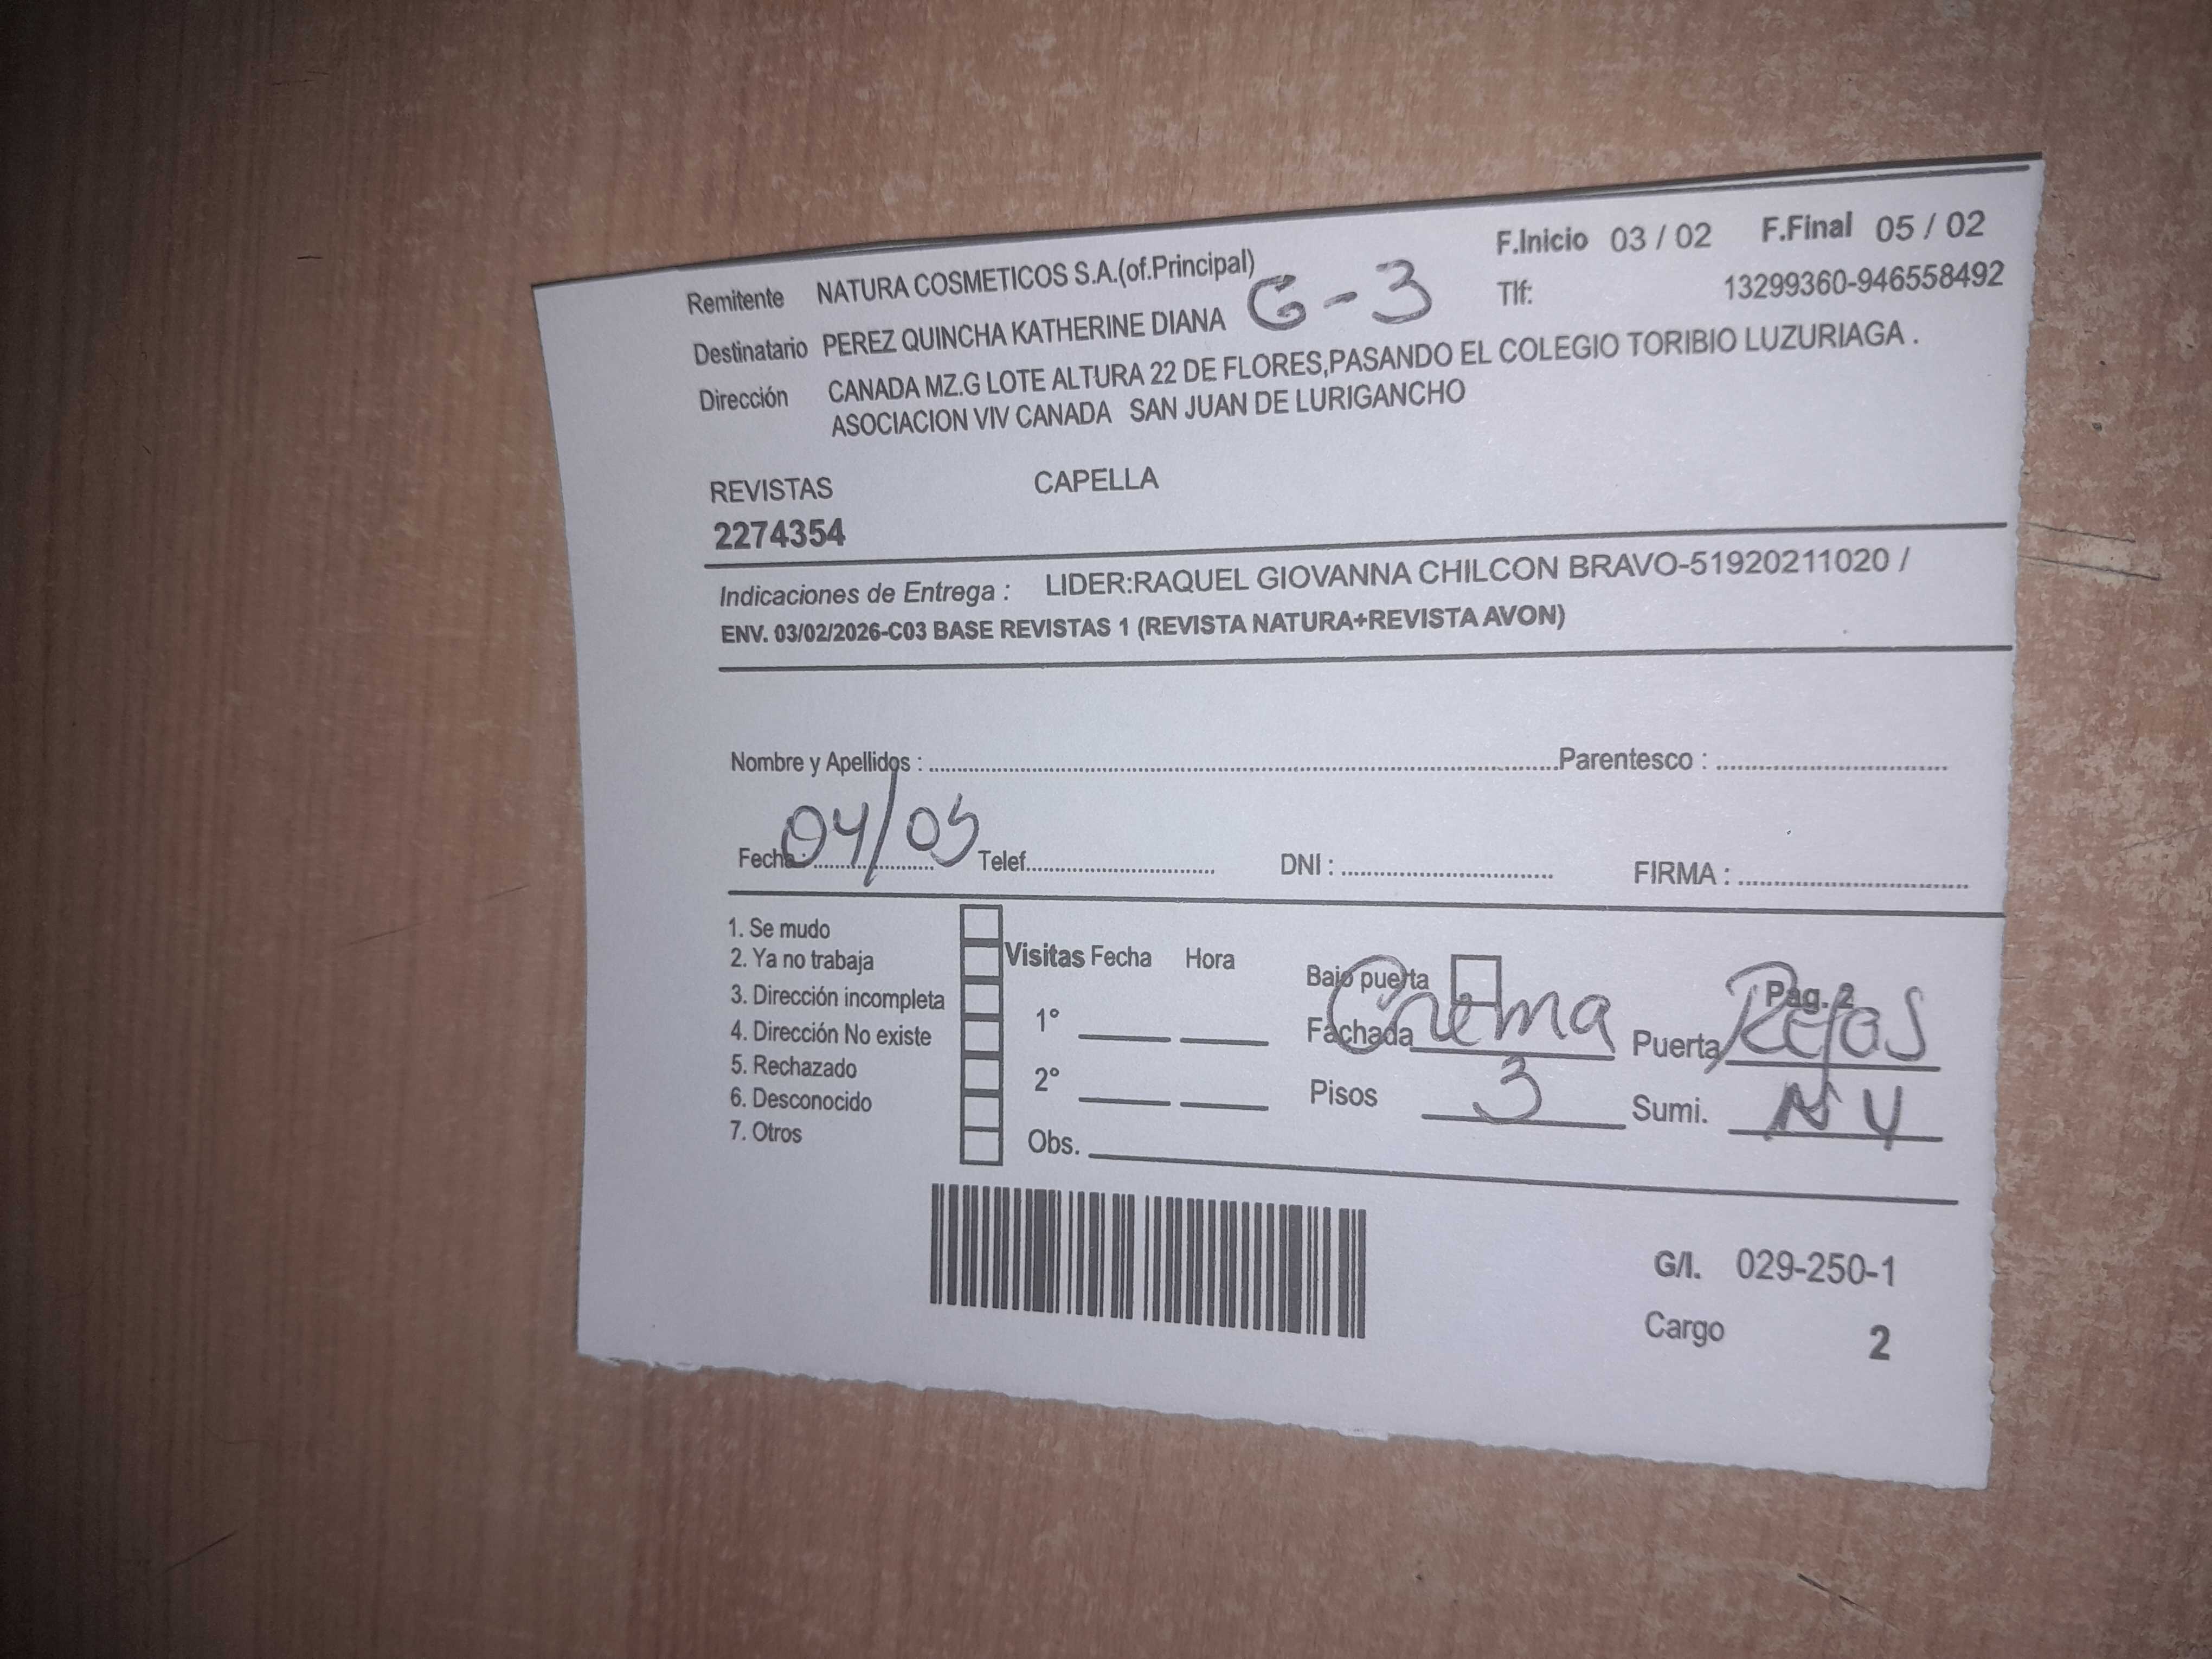 F.Inicio 03 / 02 F.Final 05 / 02
Remitente NATURA COSMETICOS S.A.(of.Principal)
Tlf: 13299360-946558492
Destinatario PEREZ QUINCHA KATHERINE DIANA G-3
Dirección CANADA MZ.G LOTE ALTURA 22 DE FLORES,PASANDO EL COLEGIO TORIBIO LUZURIAGA .
ASOCIACION VIV CANADA SAN JUAN DE LURIGANCHO
REVISTAS CAPELLA
2274354
Indicaciones de Entrega : LIDER:RAQUEL GIOVANNA CHILCON BRAVO-51920211020 /
ENV. 03/02/2026-C03 BASE REVISTAS 1 (REVISTA NATURA+REVISTA AVON)
Nombre y Apellidos : Parentesco :
Fecha : 04/05 Telef. DNI : FIRMA :
1. Se mudo
2. Ya no trabaja
3. Dirección incompleta
4. Dirección No existe
5. Rechazado
6. Desconocido
7. Otros
Visitas Fecha Hora
1°
2°
Obs.
Bajo puerta Pag. 2
Fachada Crema Puerta Rejas
Pisos 3 Sumi.
G/I. 029-250-1
Cargo 2